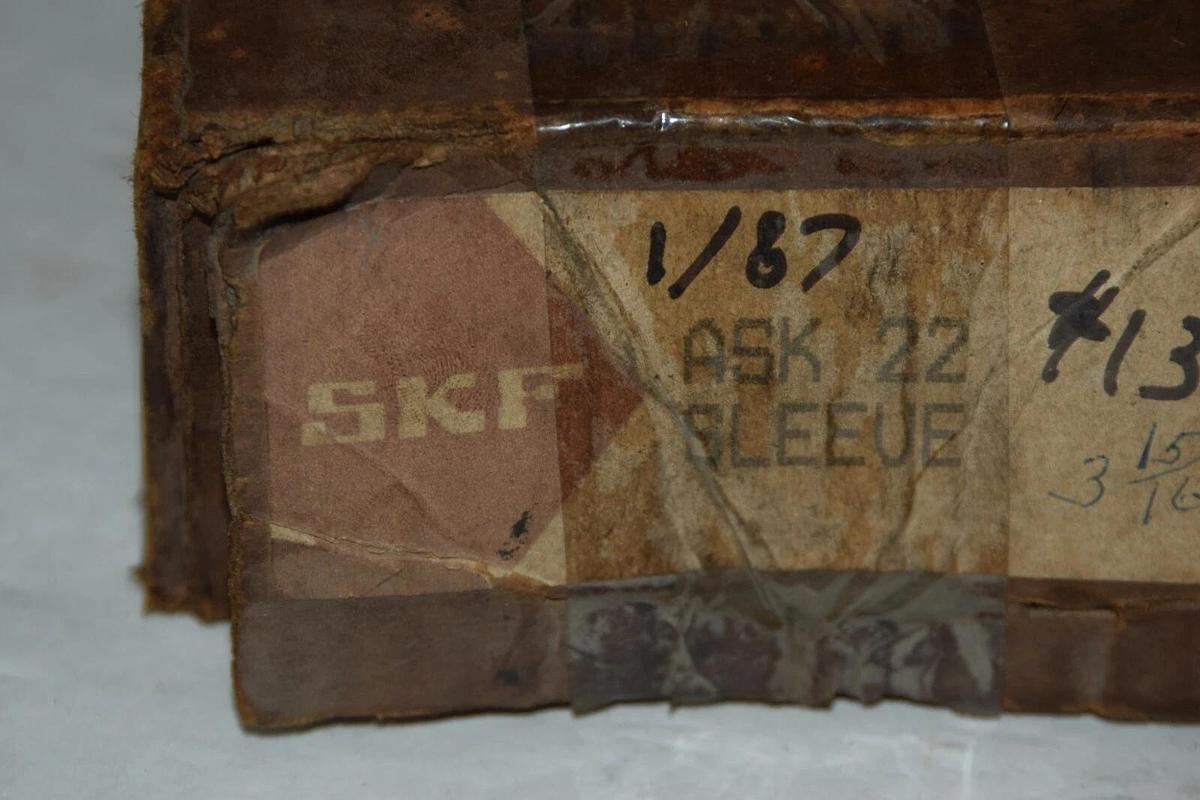 SKF
1/87
ASK 22
SLEEVE
#13
3 15/16